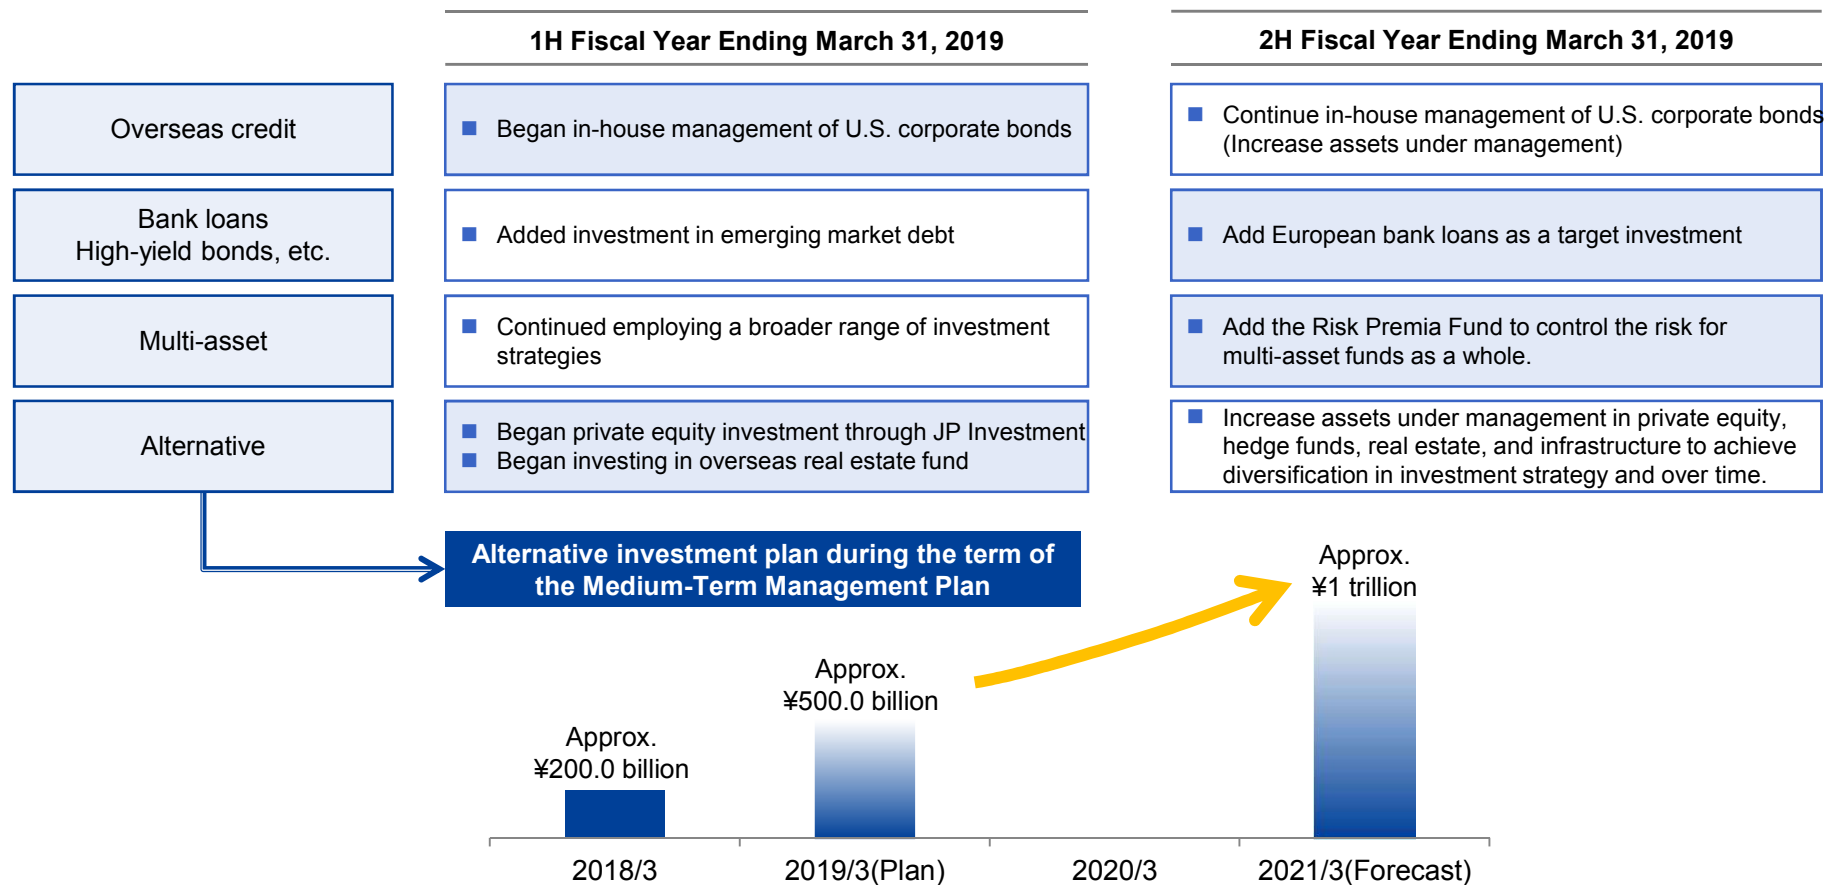 1H Fiscal Year Ending March 31, 2019
2H Fiscal Year Ending March 31, 2019
Overseas credit
■ Began in-house management of U.S. corporate bonds
■ Continue in-house management of U.S. corporate bonds
(Increase assets under management)
Bank loans
High-yield bonds, etc.
■ Added investment in emerging market debt
■ Add European bank loans as a target investment
Multi-asset
■ Continued employing a broader range of investment
strategies
■ Add the Risk Premia Fund to control the risk for
multi-asset funds as a whole.
Alternative
■ Began private equity investment through JP Investment
■ Began investing in overseas real estate fund
■ Increase assets under management in private equity,
hedge funds, real estate, and infrastructure to achieve
diversification in investment strategy and over time.
Alternative investment plan during the term of
the Medium-Term Management Plan
Approx.
¥200.0 billion
Approx.
¥500.0 billion
Approx.
¥1 trillion
2018/3
2019/3(Plan)
2020/3
2021/3(Forecast)